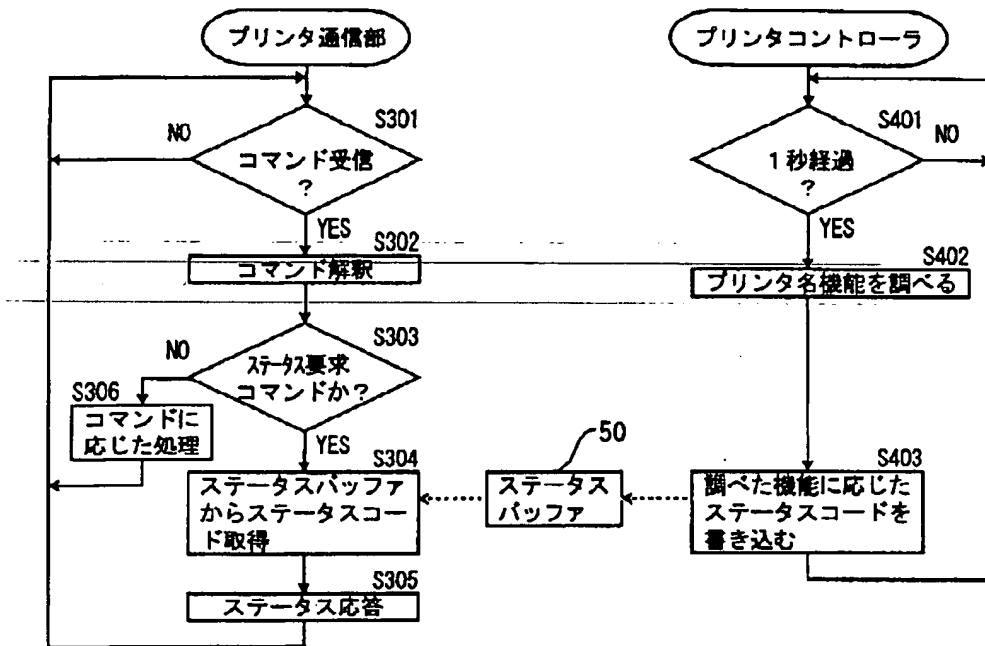 プリンタ通信部
S301
NO
コマンド受信
?
YES
S302
コマンド解釈
S303
NO
ステータス要求
コマンドか?
S306
コマンドに
応じた処理
YES
S304
ステータスバッファ
からステータスコー
ド取得
S305
ステータス応答
50
ステータス
バッファ
プリンタコントローラ
S401
NO
1秒経過
?
YES
S402
プリンタ名機能を調べる
S403
調べた機能に応じた
ステータスコードを
書き込む